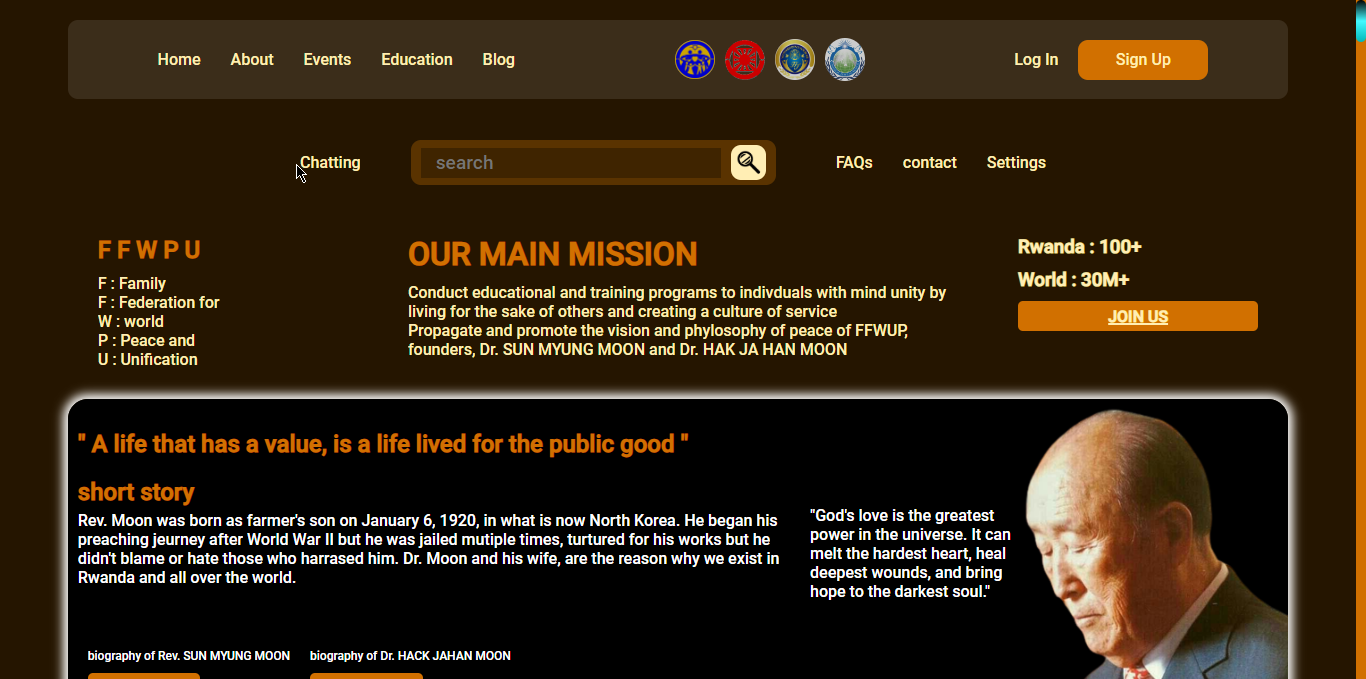 Home About Events Education Blog Log In Sign Up
Chatting search FAQs contact Settings
F F W P U
F : Family
F : Federation for
W : world
P : Peace and
U : Unification
OUR MAIN MISSION
Conduct educational and training programs to indivduals with mind unity by
living for the sake of others and creating a culture of service
Propagate and promote the vision and phylosophy of peace of FFWUP,
founders, Dr. SUN MYUNG MOON and Dr. HAK JA HAN MOON
Rwanda : 100+
World : 30M+
JOIN US
" A life that has a value, is a life lived for the public good "
short story
Rev. Moon was born as farmer's son on January 6, 1920, in what is now North Korea. He began his
preaching jeurney after World War II but he was jailed mutiple times, turtured for his works but he
didn't blame or hate those who harrased him. Dr. Moon and his wife, are the reason why we exist in
Rwanda and all over the world.
"God's love is the greatest
power in the universe. It can
melt the hardest heart, heal
deepest wounds, and bring
hope to the darkest soul."
biography of Rev. SUN MYUNG MOON
biography of Dr. HACK JAHAN MOON